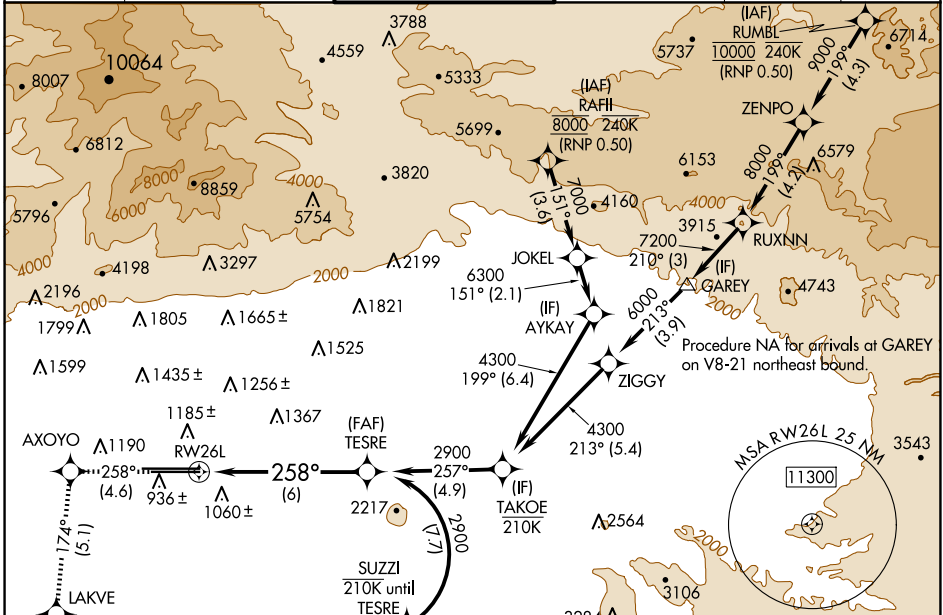 3788
(IAF)
RUMBL
10000 240K
(RNP 0.50)
6714
5737
4559
10064
8007
5333
9000
199°
(4.3)
(IAF)
RAFII
8000 240K
(RNP 0.50)
5699
ZENPO
6812
8000
8859
4000
3820
6153
8000
199°
(4.2)
6579
5796
6000
5754
7000
151°
(3.6)
4160
4000
3915
RUXNN
7200
210° (3)
4000
4198
3297
2000
2199
JOKEL
6300
151° (2.1)
(IF)
GAREY
4743
2196
2000
1799
1805
1665±
1821
(IF)
AYKAY
6000
213°
(3.9)
2000
1599
1525
4300
199° (6.4)
ZIGGY
Procedure NA for arrivals at GAREY
on V8-21 northeast bound.
1435±
1256±
1185±
1367
4300
213° (5.4)
AXOYO
1190
RW26L
(FAF)
TESRE
2900
257°
(4.9)
MSA RW26L 25 NM
11300
3543
258°
(4.6)
936±
1060±
258°
(6)
(IF)
TAKOE
210K
2217
2564
2000
174°
(5.1)
2900
(7.7)
SUZZI
210K until
TESRE
LAKVE
3106